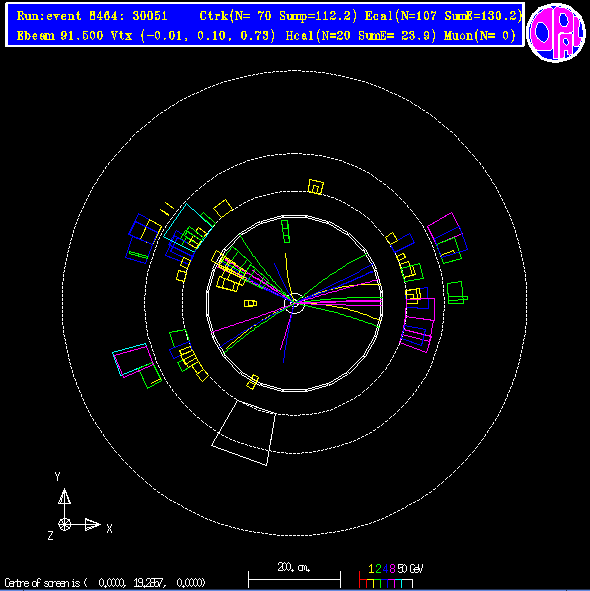 Run:event 8464: 30051 Ctrk(N= 70 Sump=112.2) Ecal(N=107 SumE=130.2)
Ebeam 91.500 Vtx (-0.01, 0.10, 0.73) Hcal(N=20 SumE= 23.9) Muon(N= 0)
OPAL
Y
X
Z
200. cm.
1 2 4 8 50 GeV
Centre of screen is ( 0.0000, 19.2857, 0.0000)